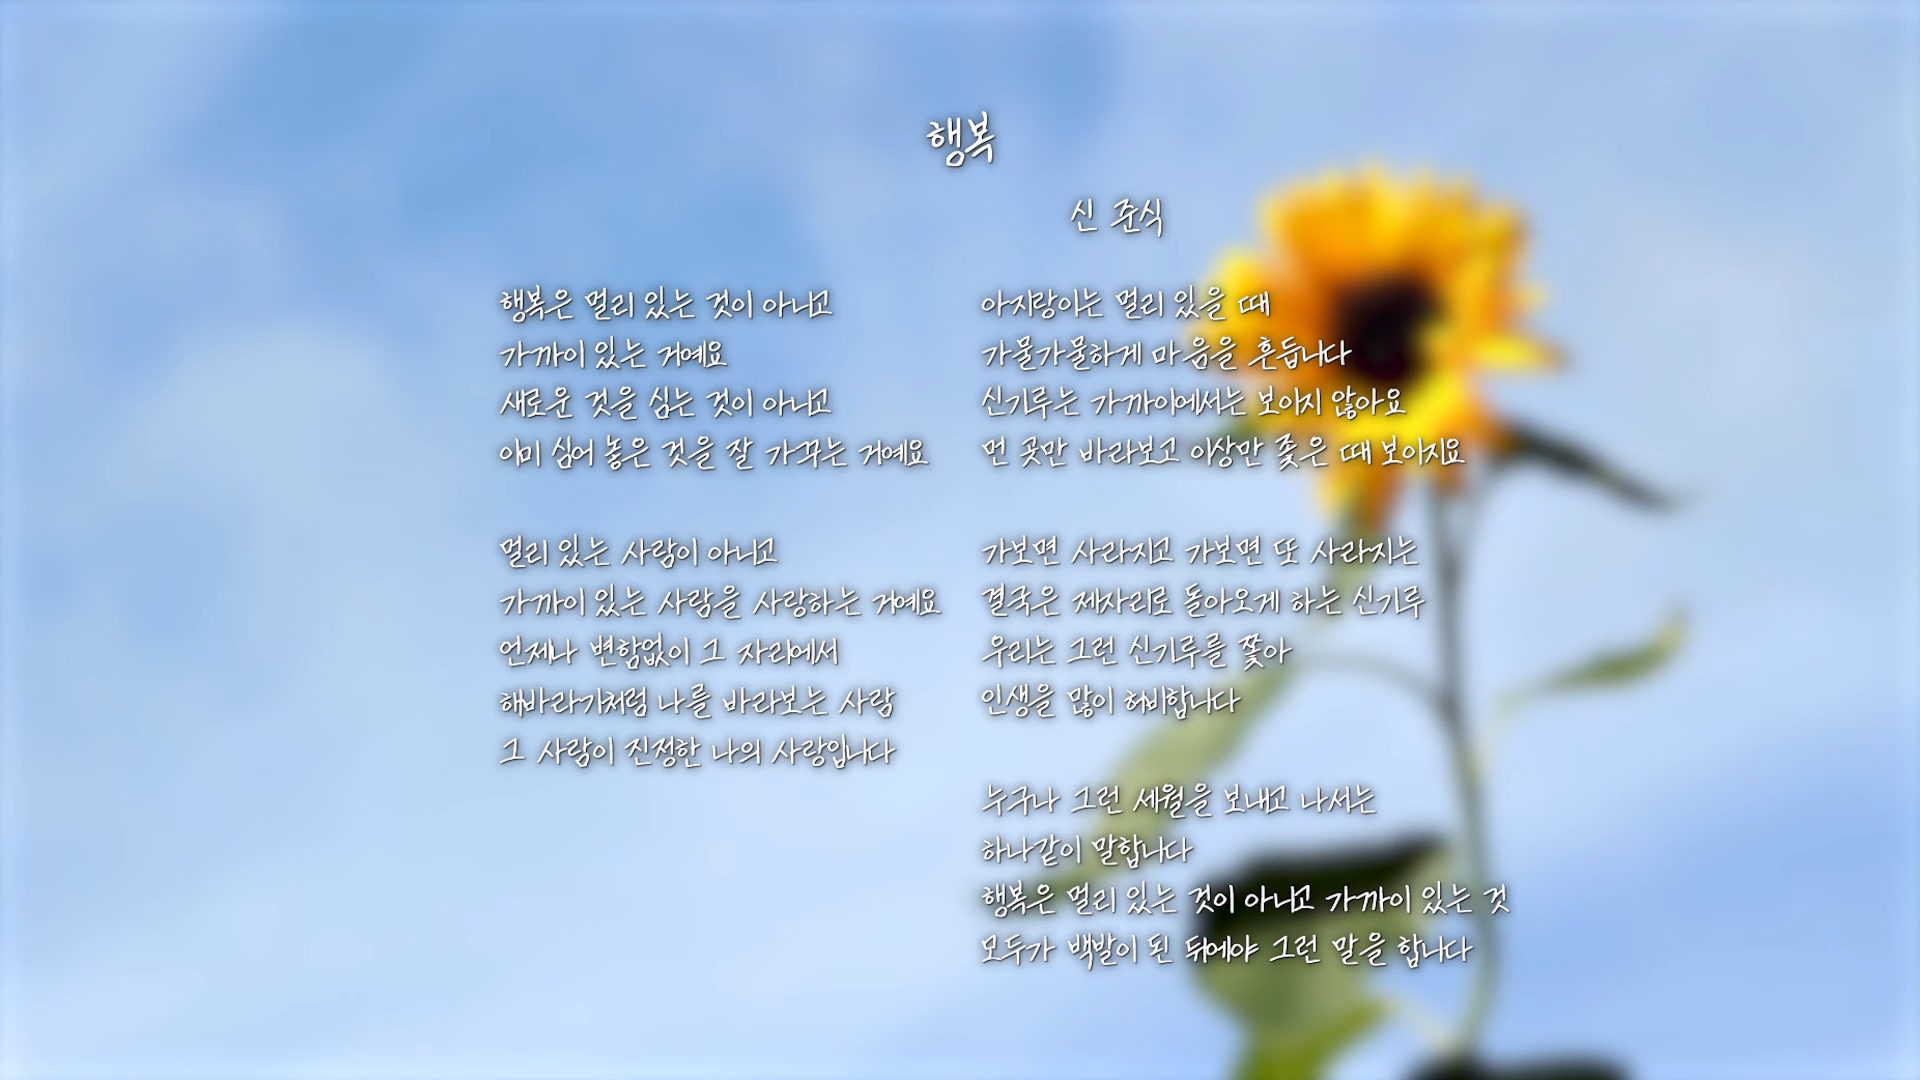 행복
신 준식
행복은 멀리 있는 것이 아니고
가까이 있는 거예요
새로운 것을 심는 것이 아니고
이미 심어 놓은 것을 잘 가꾸는 거예요
멀리 있는 사람이 아니고
가까이 있는 사람을 사랑하는 거예요
언제나 변함없이 그 자리에서
해바라기처럼 나를 바라보는 사람
그 사람이 진정한 나의 사랑입니다
아지랑이는 멀리 있을 때
가물가물하게 마음을 흔듭니다
신기루는 가까이에서는 보이지 않아요
먼 곳만 바라보고 이상만 좇은 때 보이지요
가보면 사라지고 가보면 또 사라지는
결국은 제자리로 돌아오게 하는 신기루
우리는 그런 신기루를 쫓아
인생을 많이 허비합니다
누구나 그런 세월을 보내고 나서는
하나같이 말합니다
행복은 멀리 있는 것이 아니고 가까이 있는 것
모두가 백발이 된 뒤에야 그런 말을 합니다